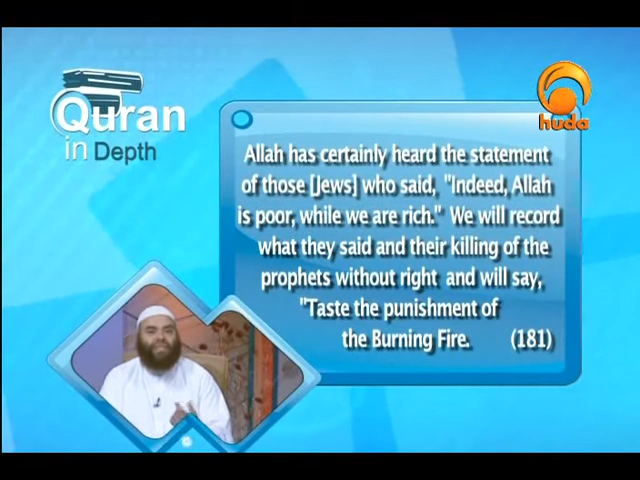 Quran
in Depth
huda
Allah has certainly heard the statement
of those [Jews] who said, "Indeed, Allah
is poor, while we are rich." We will record
what they said and their killing of the
prophets without right and will say,
"Taste the punishment of
the Burning Fire. (181)